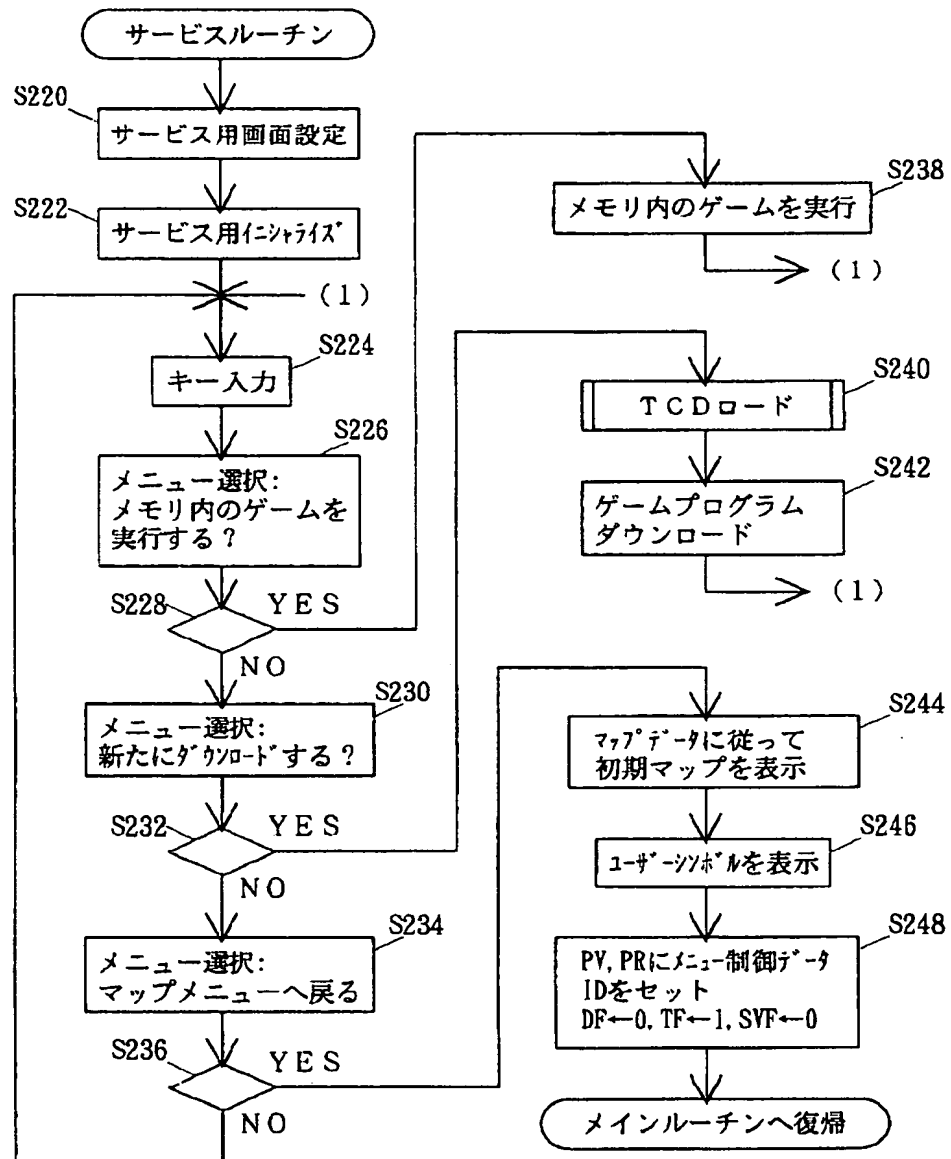 サービスルーチン
S220
サービス用画面設定
S222
サービス用ｲﾆｼｬﾗｲｽﾞ
(1)
S224
キー入力
S226
メニュー選択:
メモリ内のゲームを
実行する？
S228
YES
NO
S230
メニュー選択:
新たにﾀﾞｳﾝﾛｰﾄﾞする？
S232
YES
NO
S234
メニュー選択:
マップメニューへ戻る
S236
YES
NO
S238
メモリ内のゲームを実行
(1)
S240
TCDロード
S242
ゲームプログラム
ダウンロード
(1)
S244
ﾏｯﾌﾟﾃﾞｰﾀに従って
初期マップを表示
S246
ﾕｰｻﾞｰｼﾝﾎﾞﾙを表示
S248
PV,PRにﾒﾆｭｰ制御ﾃﾞｰﾀ
IDをセット
DF←0,TF←1,SVF←0
メインルーチンへ復帰